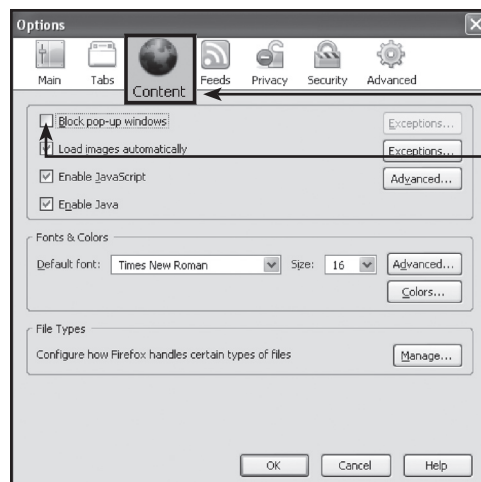 Options
Main Tabs Content Feeds Privacy Security Advanced
Block pop-up windows Exceptions...
Load images automatically Exceptions...
Enable JavaScript Advanced...
Enable Java
Fonts & Colors
Default font: Times New Roman Size: 16 Advanced...
Colors...
File Types
Configure how Firefox handles certain types of files Manage...
OK Cancel Help